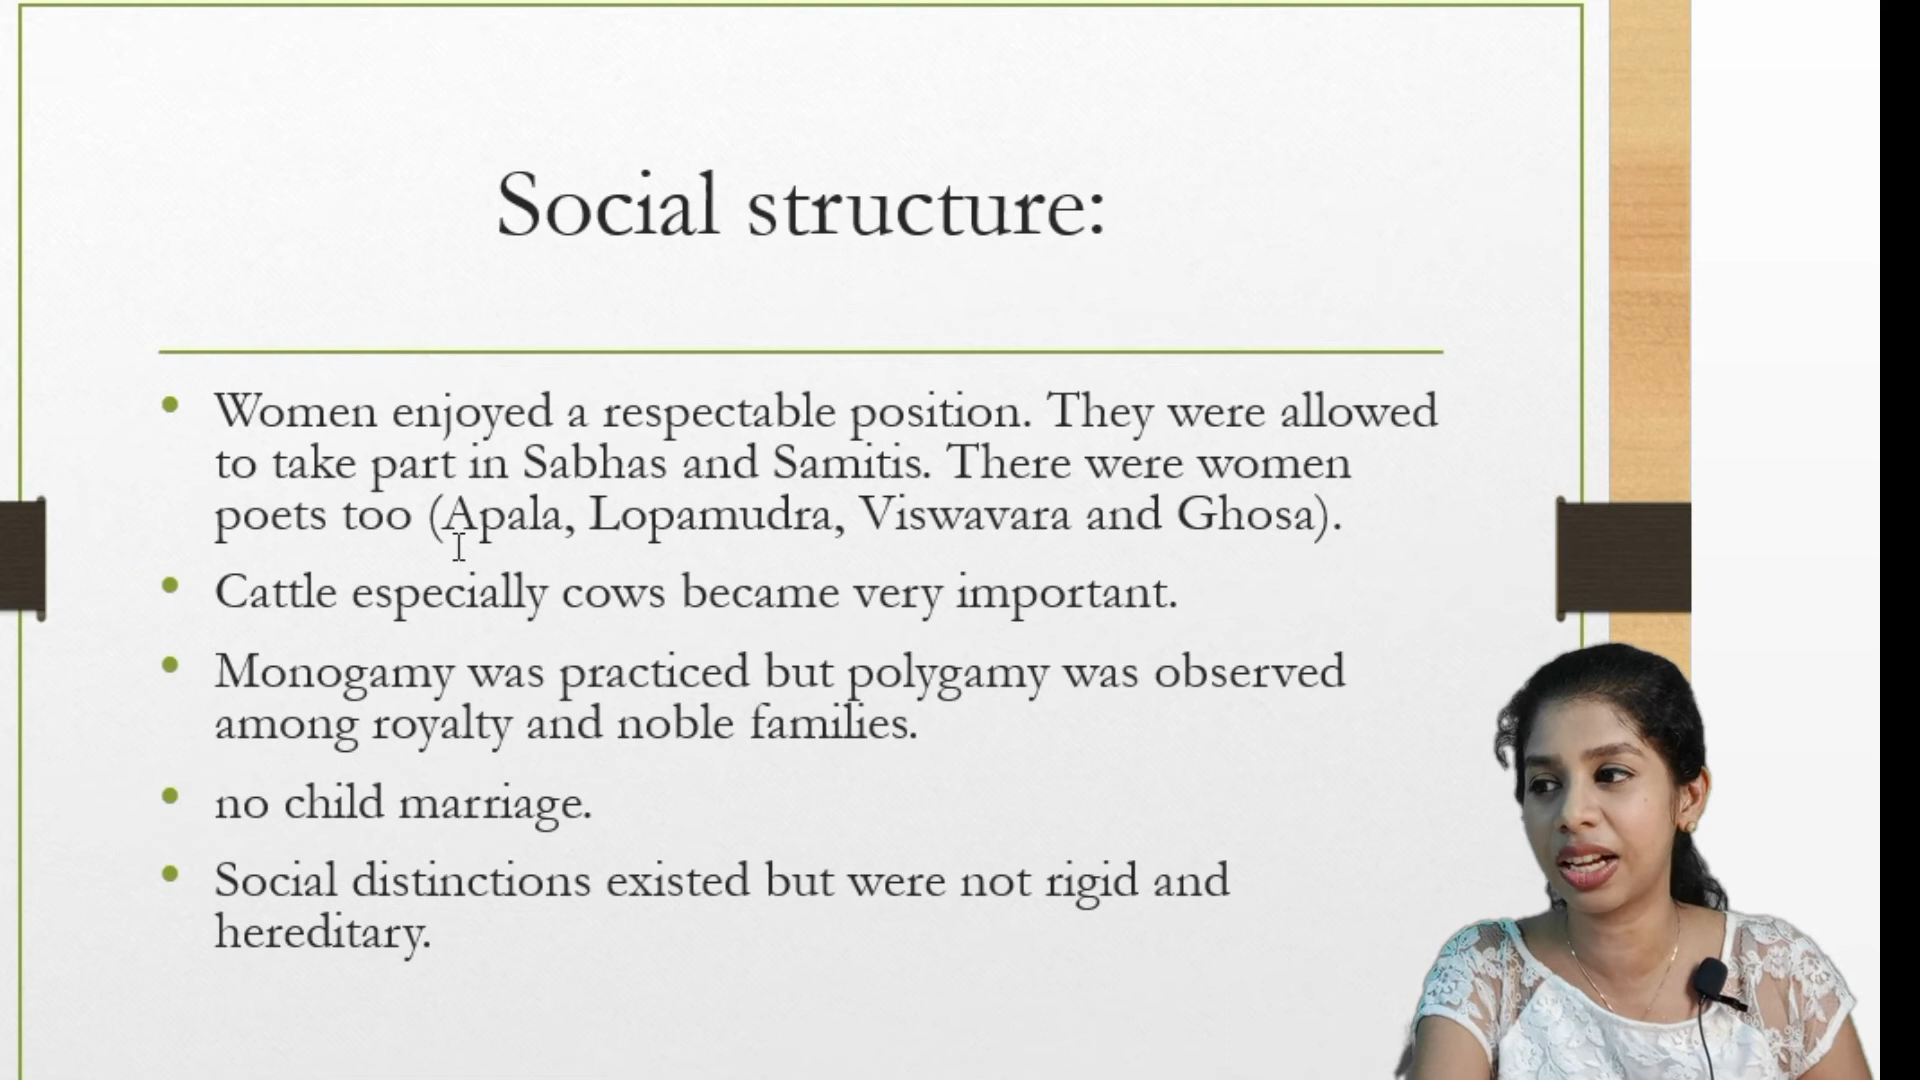 Social structure:
Women enjoyed a respectable position. They were allowed
to take part in Sabhas and Samitis. There were women
poets too (Apala, Lopamudra, Viswavara and Ghosa).
Cattle especially cows became very important.
Monogamy was practiced but polygamy was observed
among royalty and noble families.
no child marriage.
Social distinctions existed but were not rigid and
hereditary.